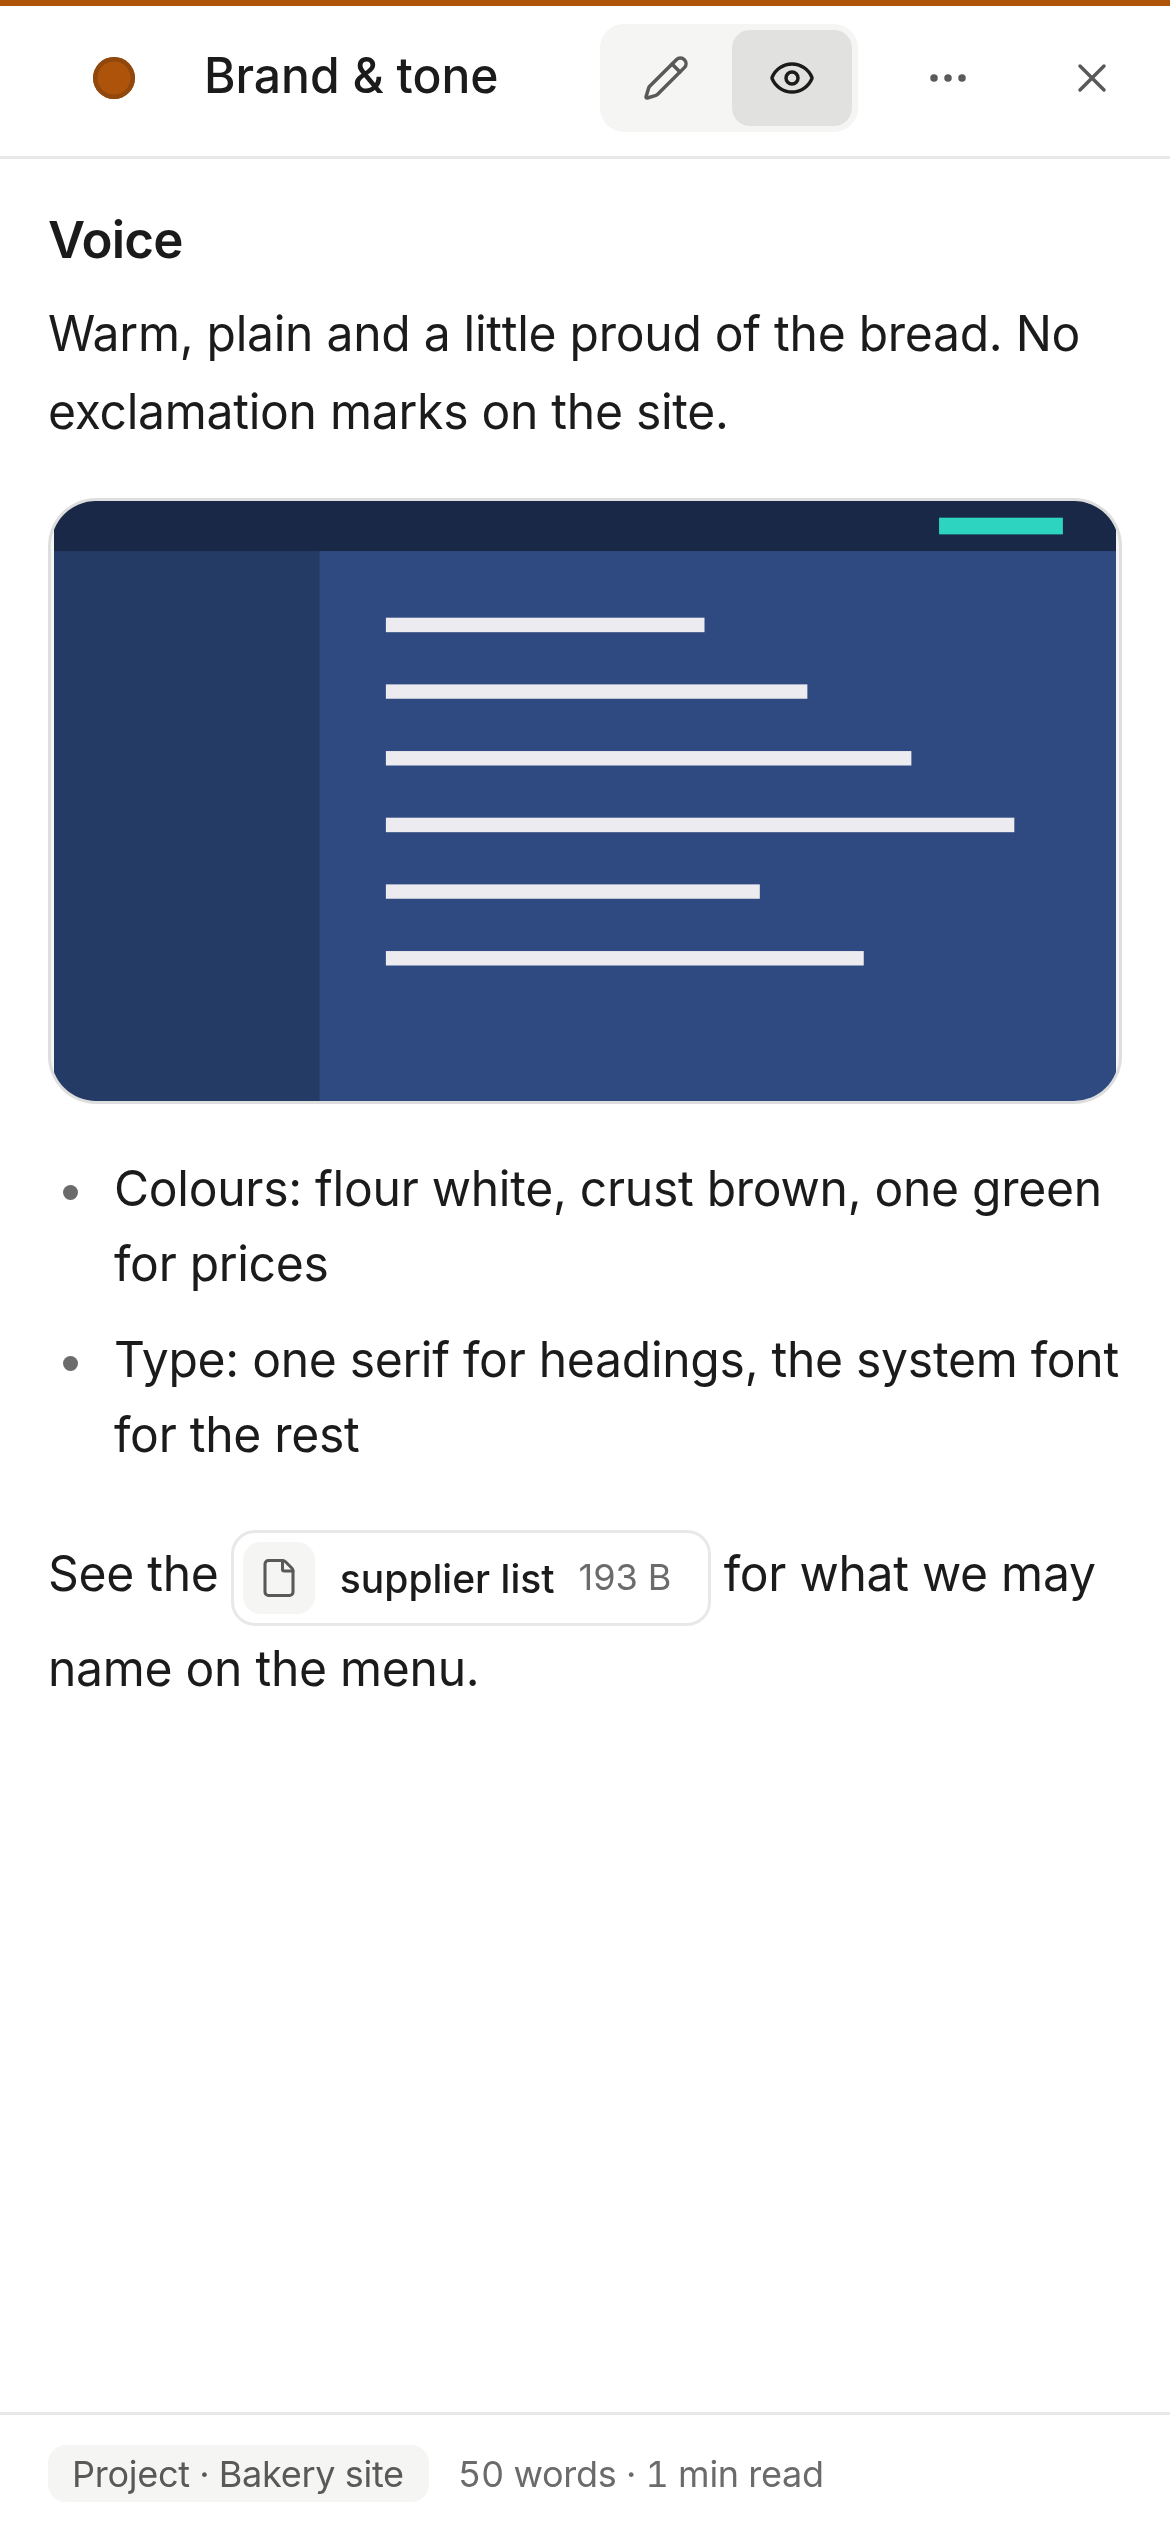 Brand & tone
Voice
Warm, plain and a little proud of the bread. No
exclamation marks on the site.
Colours: flour white, crust brown, one green
for prices
Type: one serif for headings, the system font
for the rest
See the supplier list 193 B for what we may
name on the menu.
Project · Bakery site 50 words · 1 min read